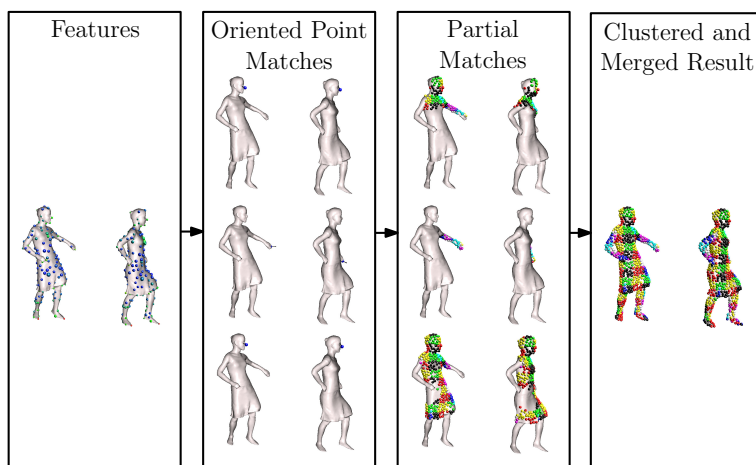 Features
Oriented Point
Matches
Partial
Matches
Clustered and
Merged Result